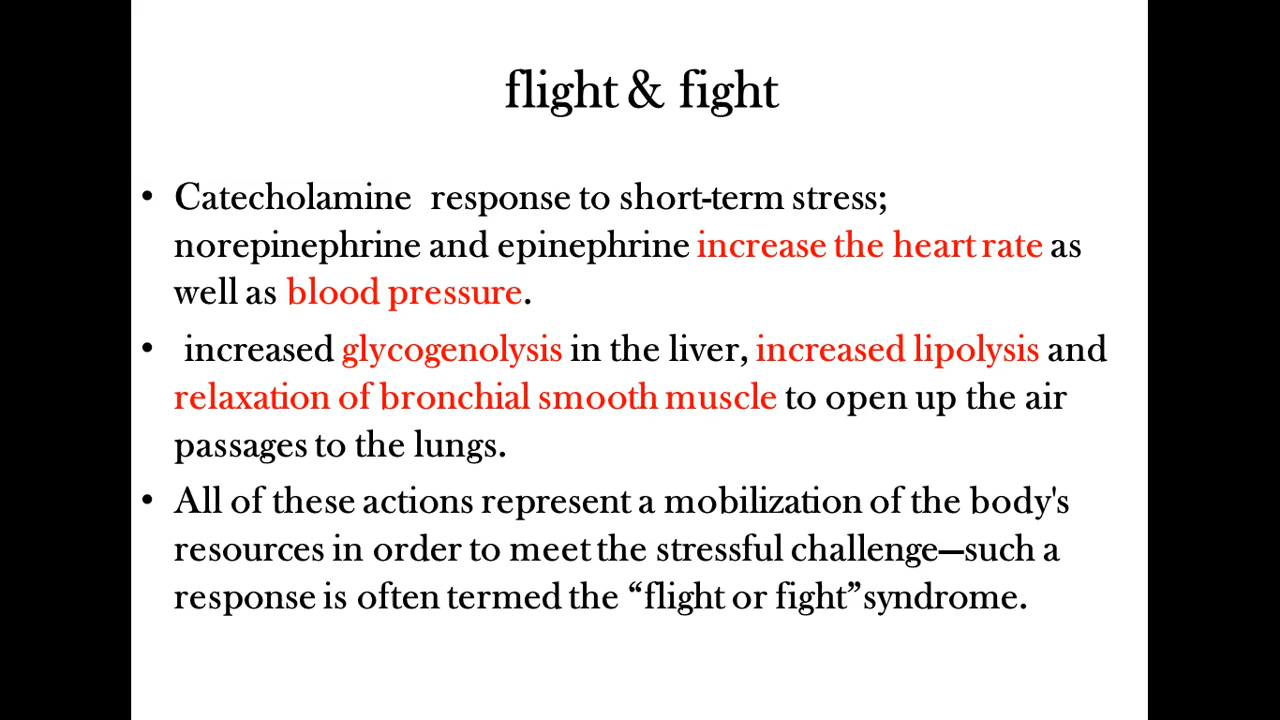 flight & fight
• Catecholamine response to short-term stress;
norepinephrine and epinephrine increase the heart rate as
well as blood pressure.
• increased glycogenolysis in the liver, increased lipolysis and
relaxation of bronchial smooth muscle to open up the air
passages to the lungs.
• All of these actions represent a mobilization of the body's
resources in order to meet the stressful challenge—such a
response is often termed the “flight or fight”syndrome.